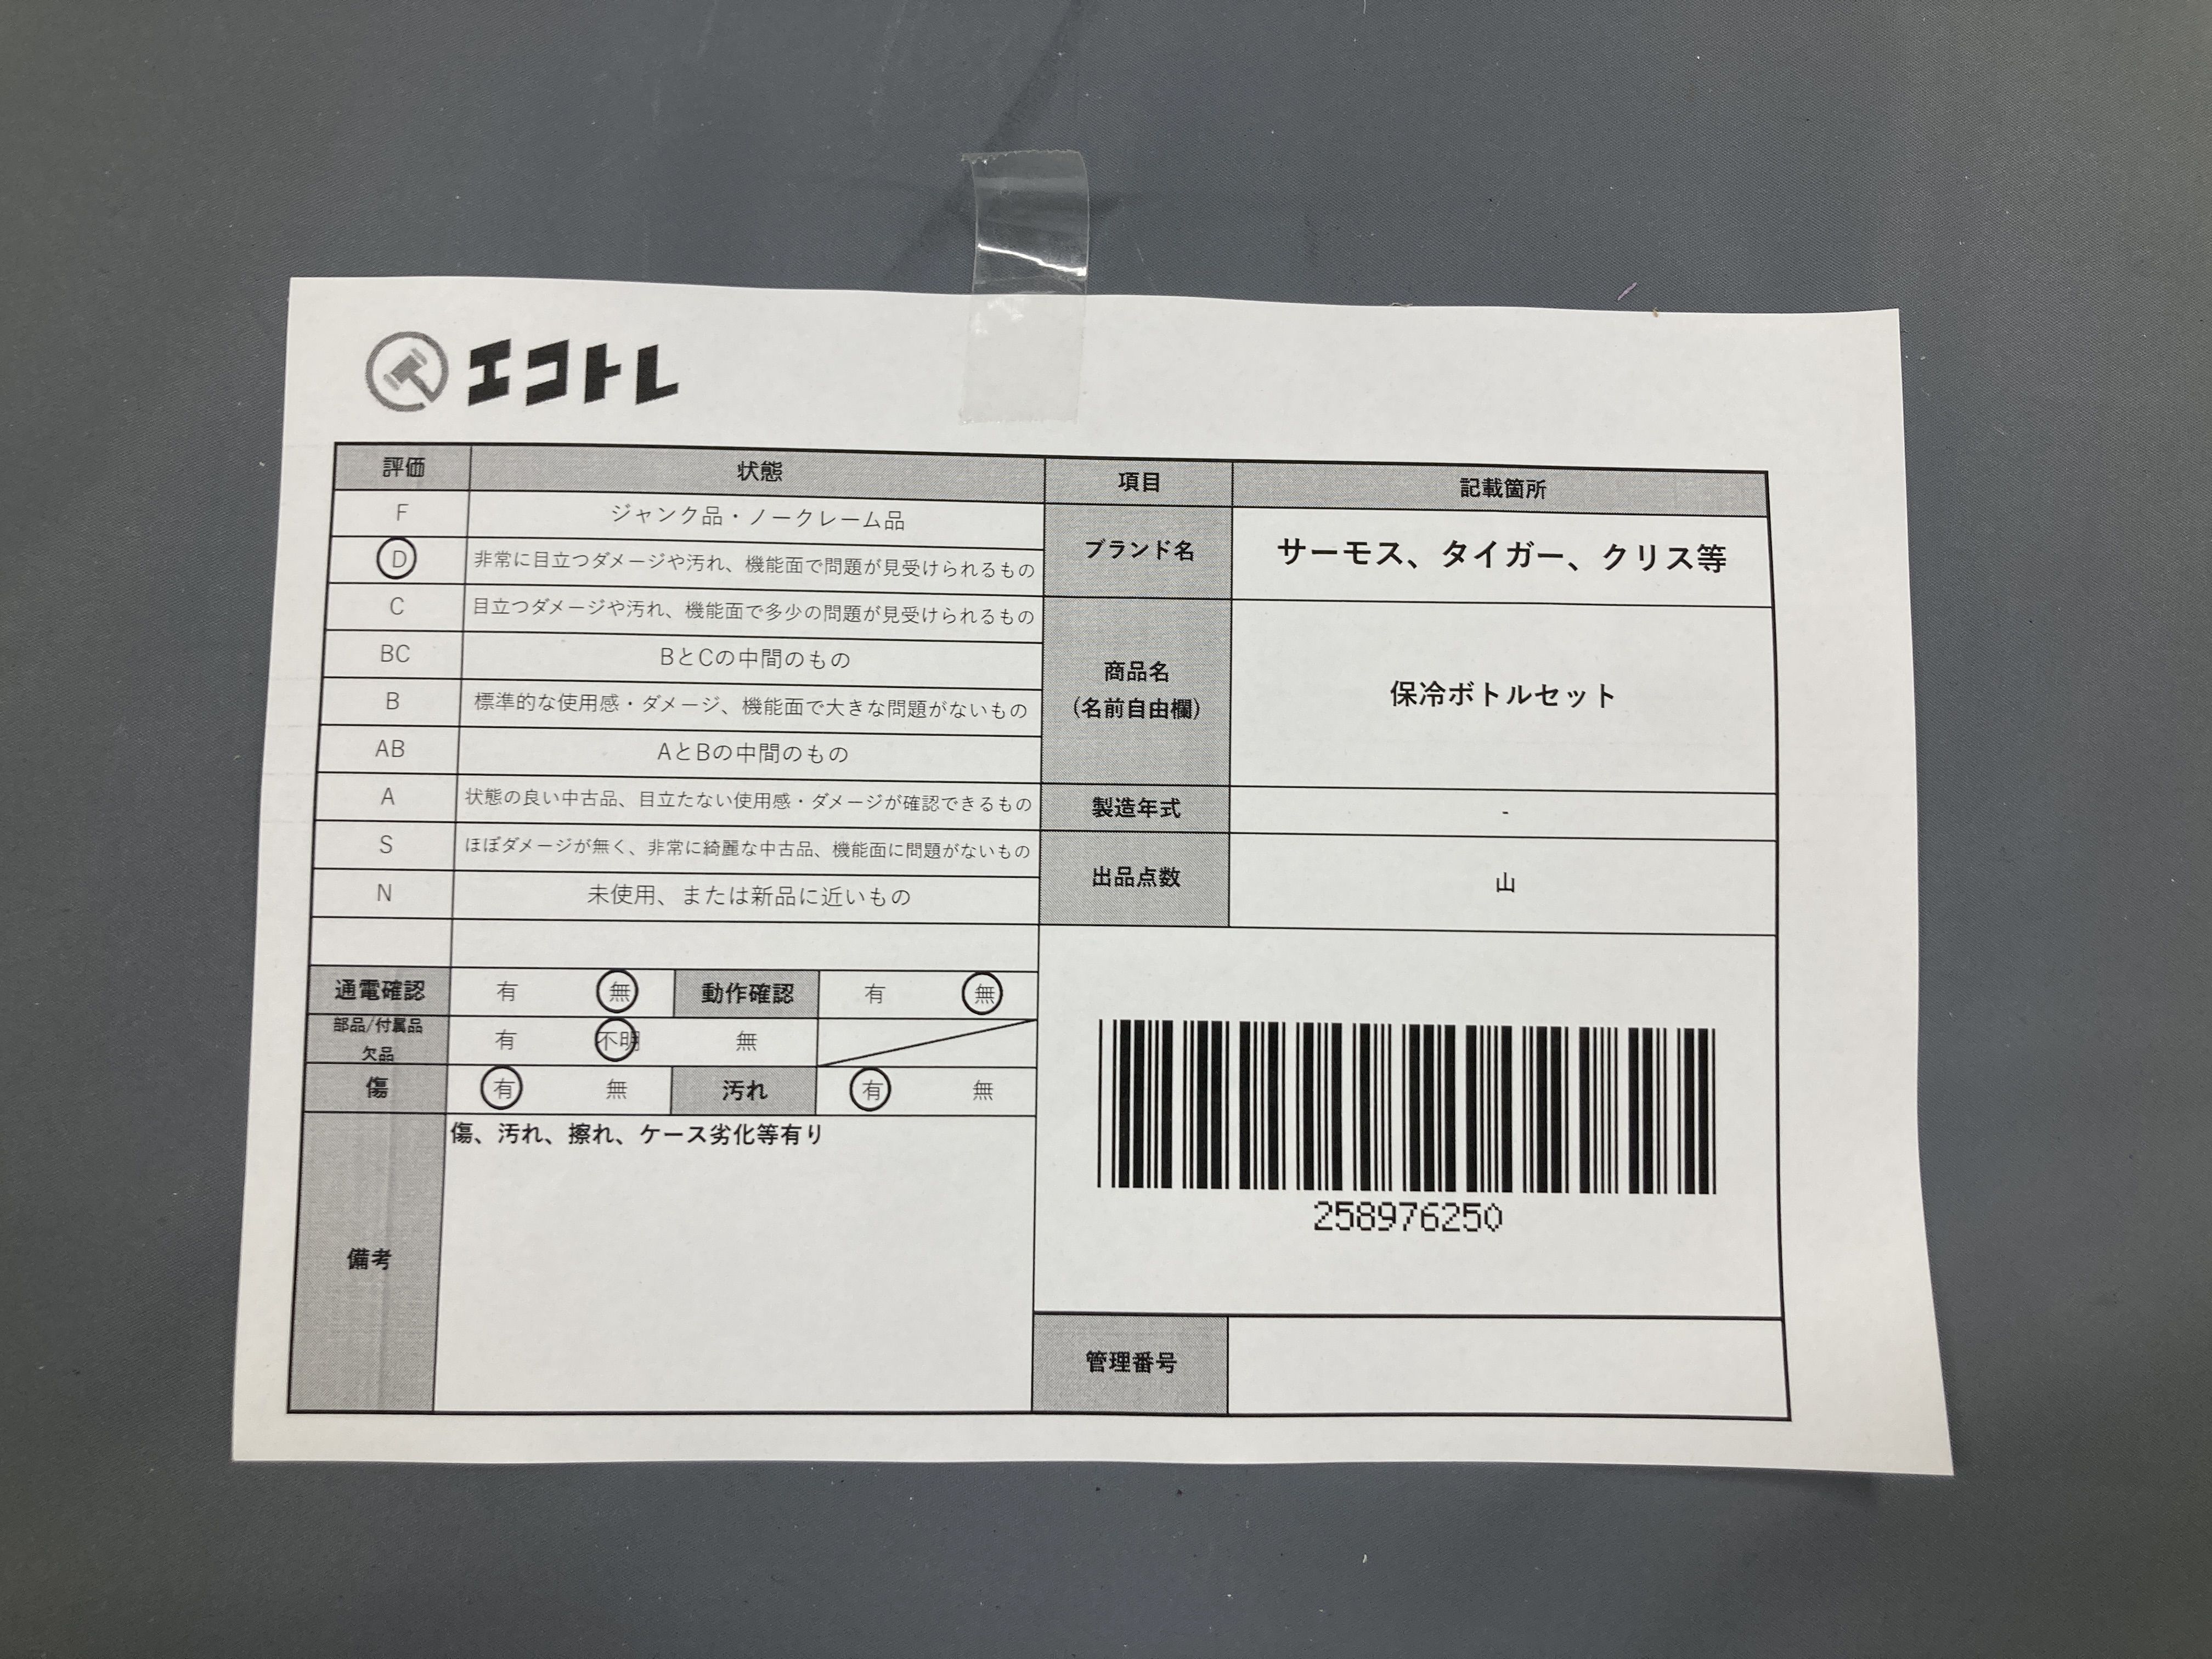 エコトレ
評価 状態 項目 記載箇所
F ジャンク品・ノークレーム品
D 非常に目立つダメージや汚れ、機能面で問題が見受けられるもの
ブランド名 サーモス、タイガー、クリス等
C 目立つダメージや汚れ、機能面で多少の問題が見受けられるもの
BC BとCの中間のもの
商品名
(名前自由欄)
保冷ボトルセット
B 標準的な使用感・ダメージ、機能面で大きな問題がないもの
AB AとBの中間のもの
A 状態の良い中古品、目立たない使用感・ダメージが確認できるもの
製造年式 -
S ほぼダメージが無く、非常に綺麗な中古品、機能面に問題がないもの
出品点数 山
N 未使用、または新品に近いもの
通電確認 有 無 動作確認 有 無
部品/付属品
欠品
有 不明 無
傷 有 無 汚れ 有 無
備考
傷、汚れ、擦れ、ケース劣化等有り
258976250
管理番号